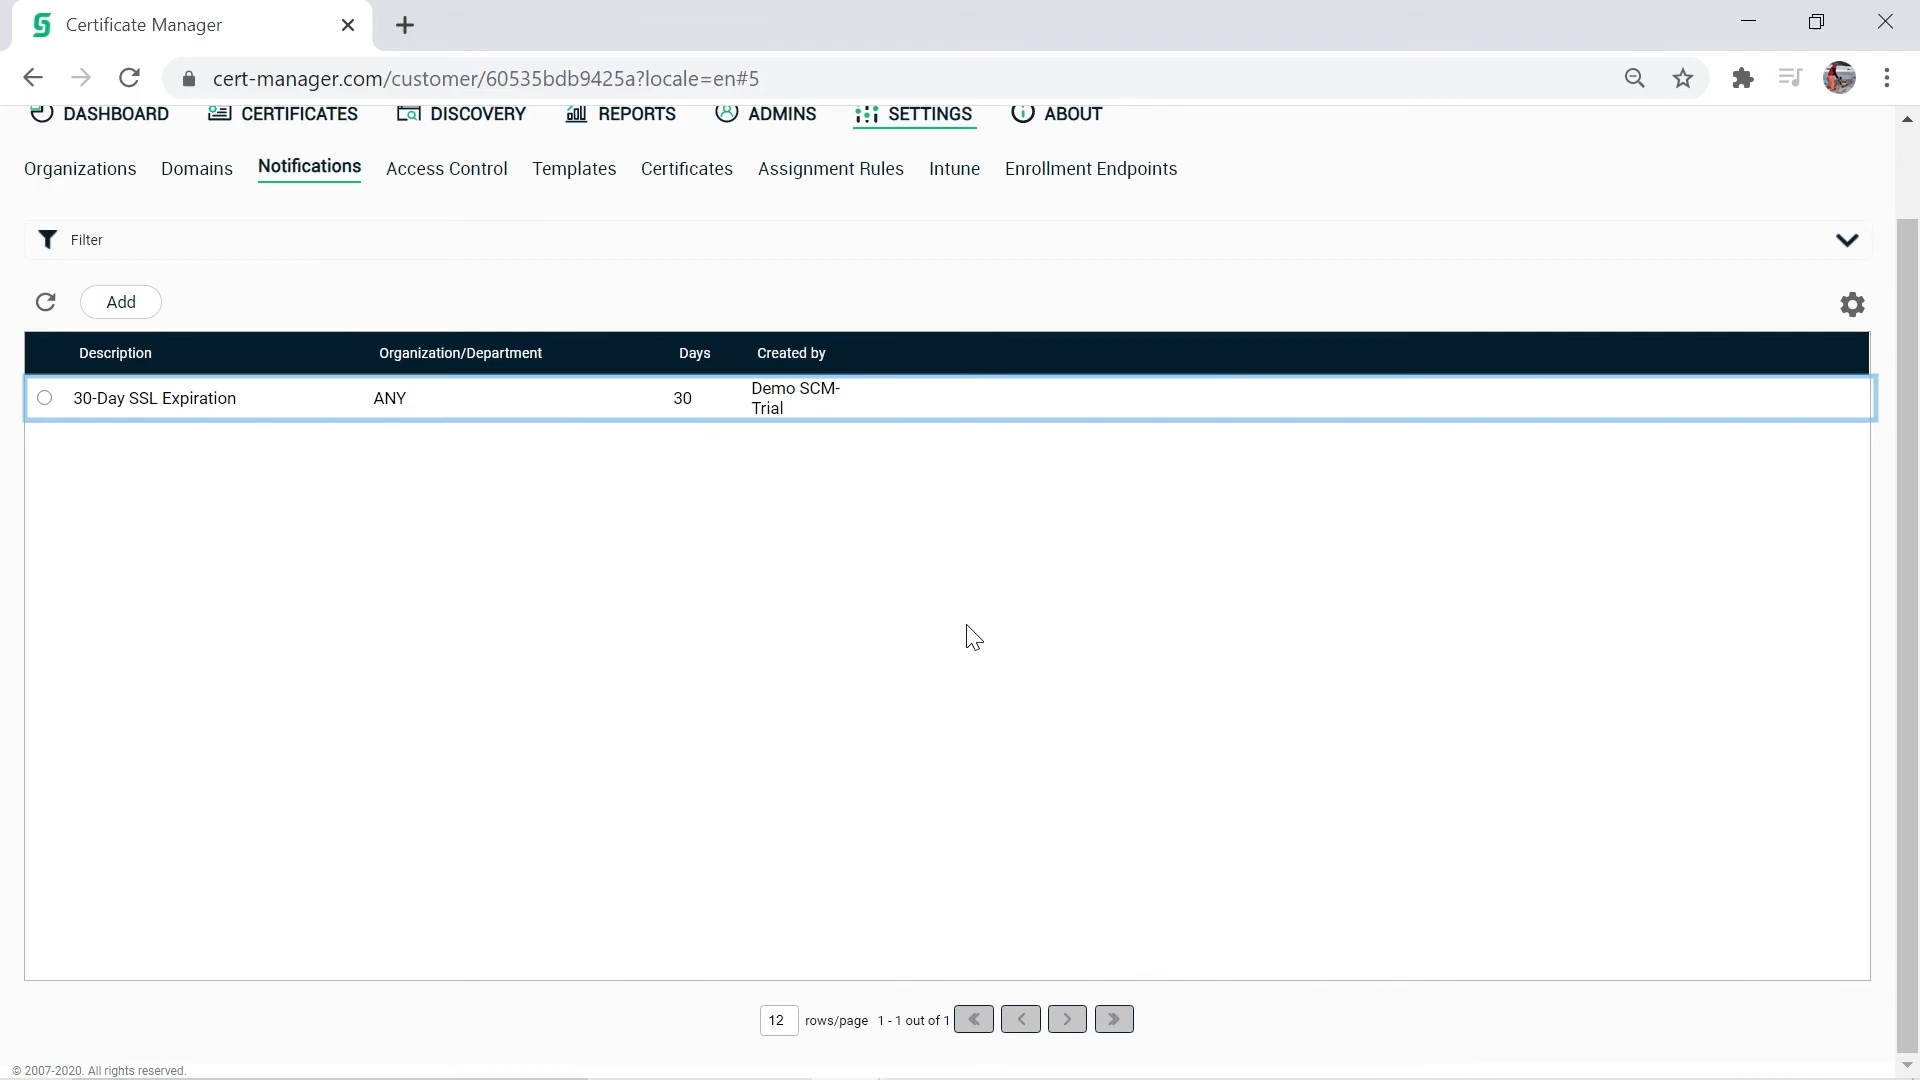 Certificate Manager
cert-manager.com/customer/60535bdb9425a?locale=en#5
DASHBOARD CERTIFICATES DISCOVERY REPORTS ADMINS SETTINGS ABOUT
Organizations Domains Notifications Access Control Templates Certificates Assignment Rules Intune Enrollment Endpoints
Filter
Add
Description Organization/Department Days Created by
30-Day SSL Expiration ANY 30 Demo SCM-
Trial
12 rows/page 1 - 1 out of 1
© 2007-2020. All rights reserved.